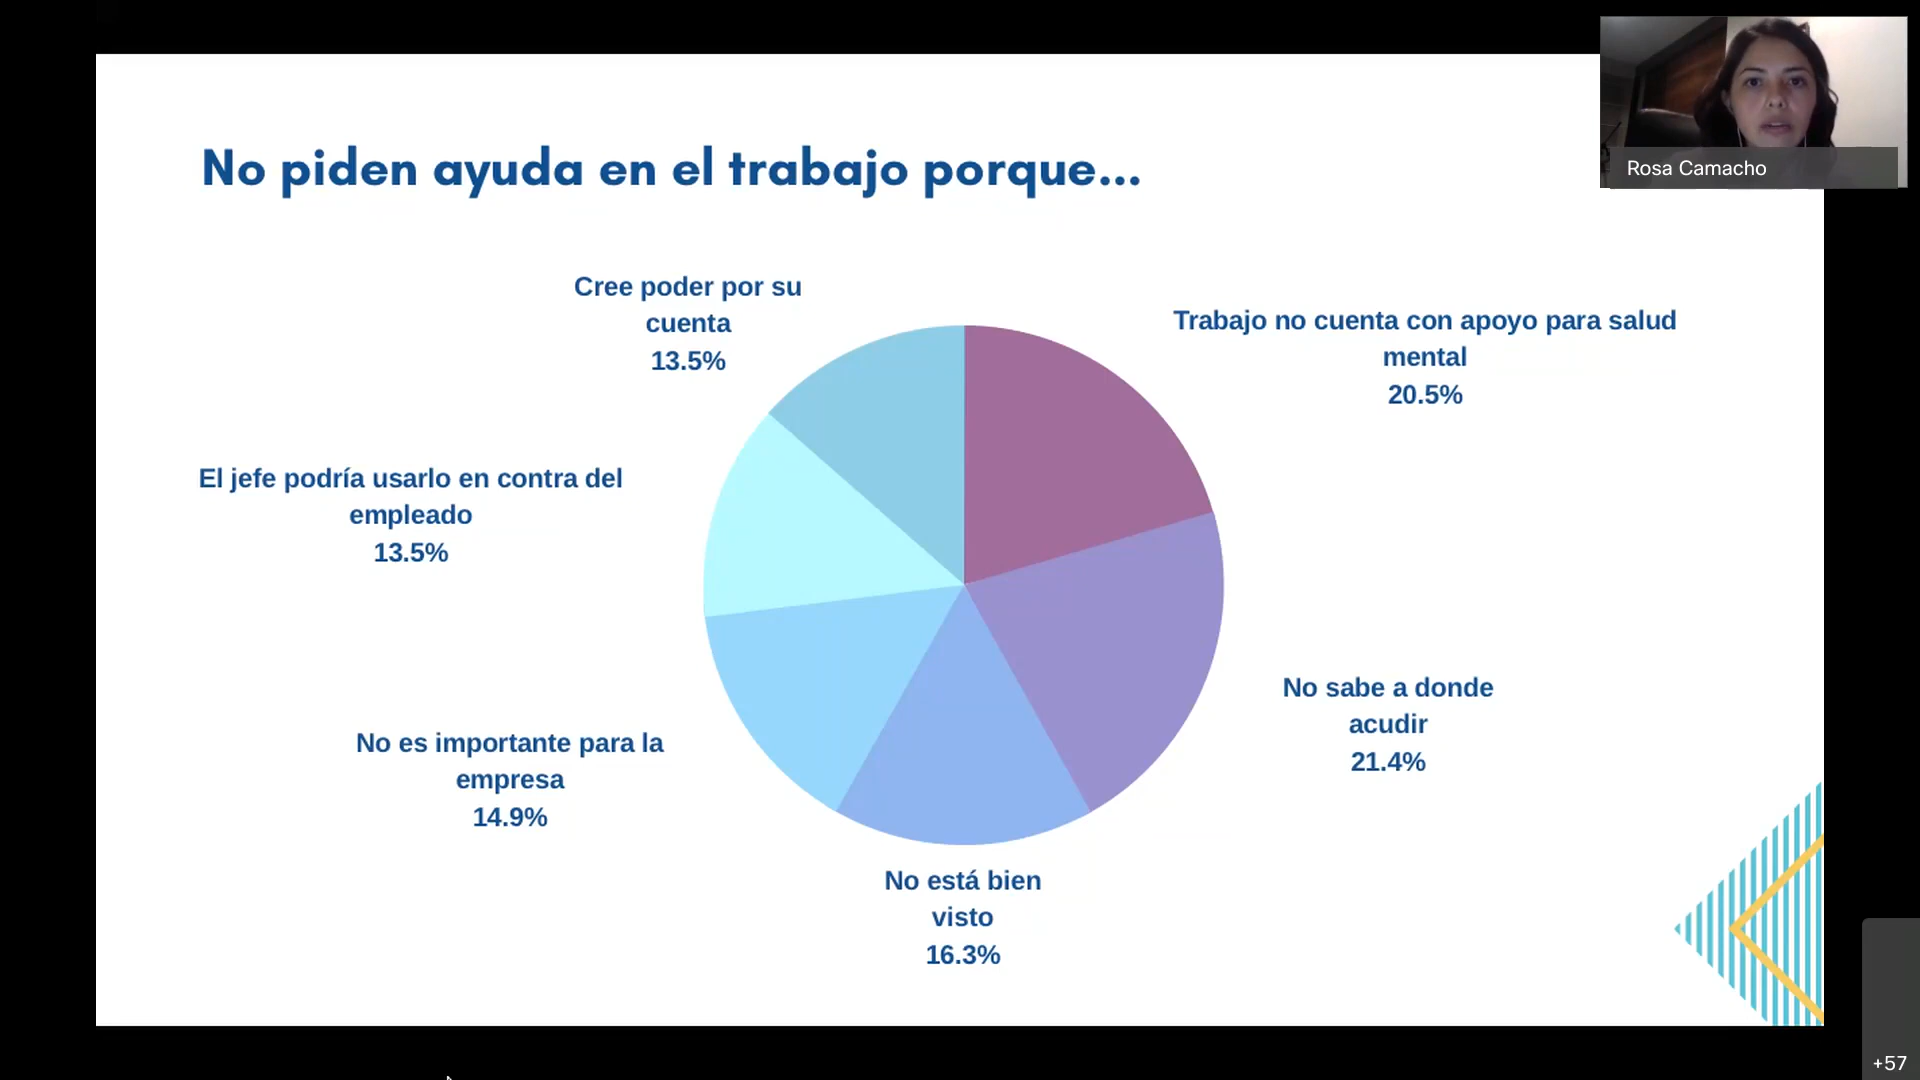 No piden ayuda en el trabajo porque...
Rosa Camacho
Cree poder por su
cuenta
13.5%
Trabajo no cuenta con apoyo para salud
mental
20.5%
El jefe podría usarlo en contra del
empleado
13.5%
No sabe a donde
acudir
21.4%
No es importante para la
empresa
14.9%
No está bien
visto
16.3%
+57